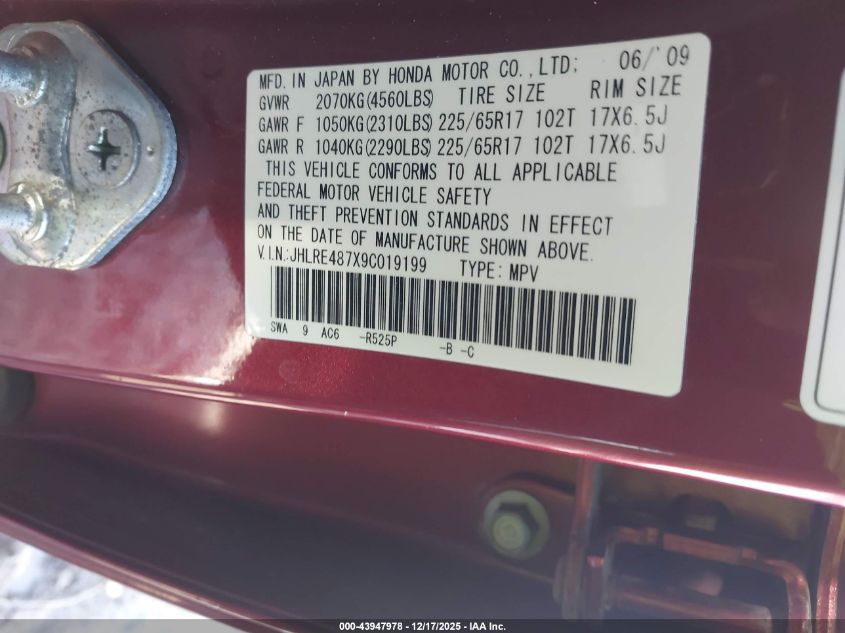 MFD. IN JAPAN BY HONDA MOTOR CO., LTD; 06/'09
GVWR 2070KG(4560LBS) TIRE SIZE RIM SIZE
GAWR F 1050KG(2310LBS) 225/65R17 102T 17X6.5J
GAWR R 1040KG(2290LBS) 225/65R17 102T 17X6.5J
THIS VEHICLE CONFORMS TO ALL APPLICABLE
FEDERAL MOTOR VEHICLE SAFETY
AND THEFT PREVENTION STANDARDS IN EFFECT
ON THE DATE OF MANUFACTURE SHOWN ABOVE.
V.I.N.:JHLRE487X9C019199 TYPE: MPV
SWA 9 AC6 -R525P -B -C
000-43947978 - 12/17/2025 - IAA Inc.